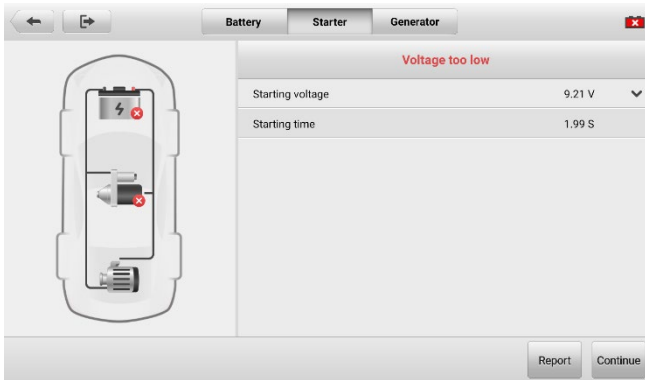 Battery Starter Generator
Voltage too low
Starting voltage 9.21 V
Starting time 1.99 S
Report Continue